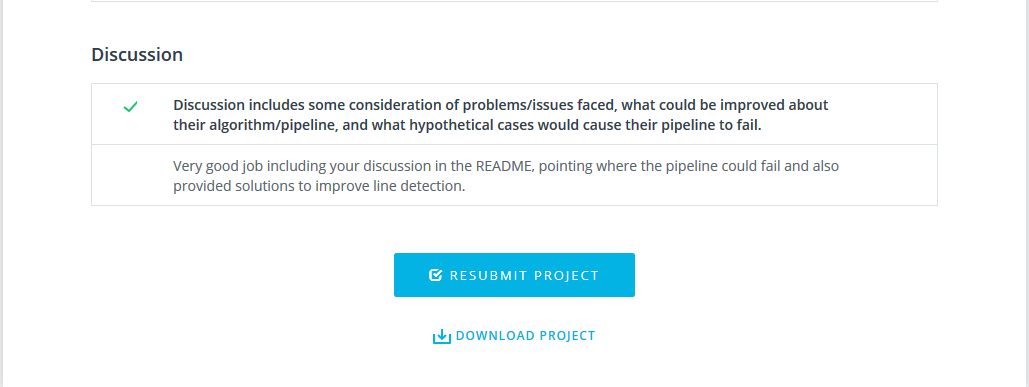 Discussion
Discussion includes some consideration of problems/issues faced, what could be improved about
their algorithm/pipeline, and what hypothetical cases would cause their pipeline to fail.
Very good job including your discussion in the README, pointing where the pipeline could fail and also
provided solutions to improve line detection.
RESUBMIT PROJECT
DOWNLOAD PROJECT